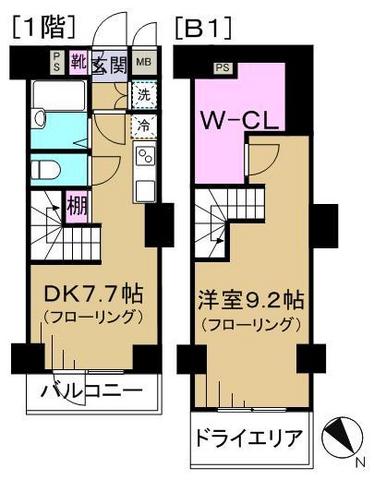 [1階]
PS
靴
玄関
MB
洗
冷
棚
DK7.7帖
(フローリング)
バルコニー
[B1]
PS
W-CL
洋室9.2帖
(フローリング)
ドライエリア
N